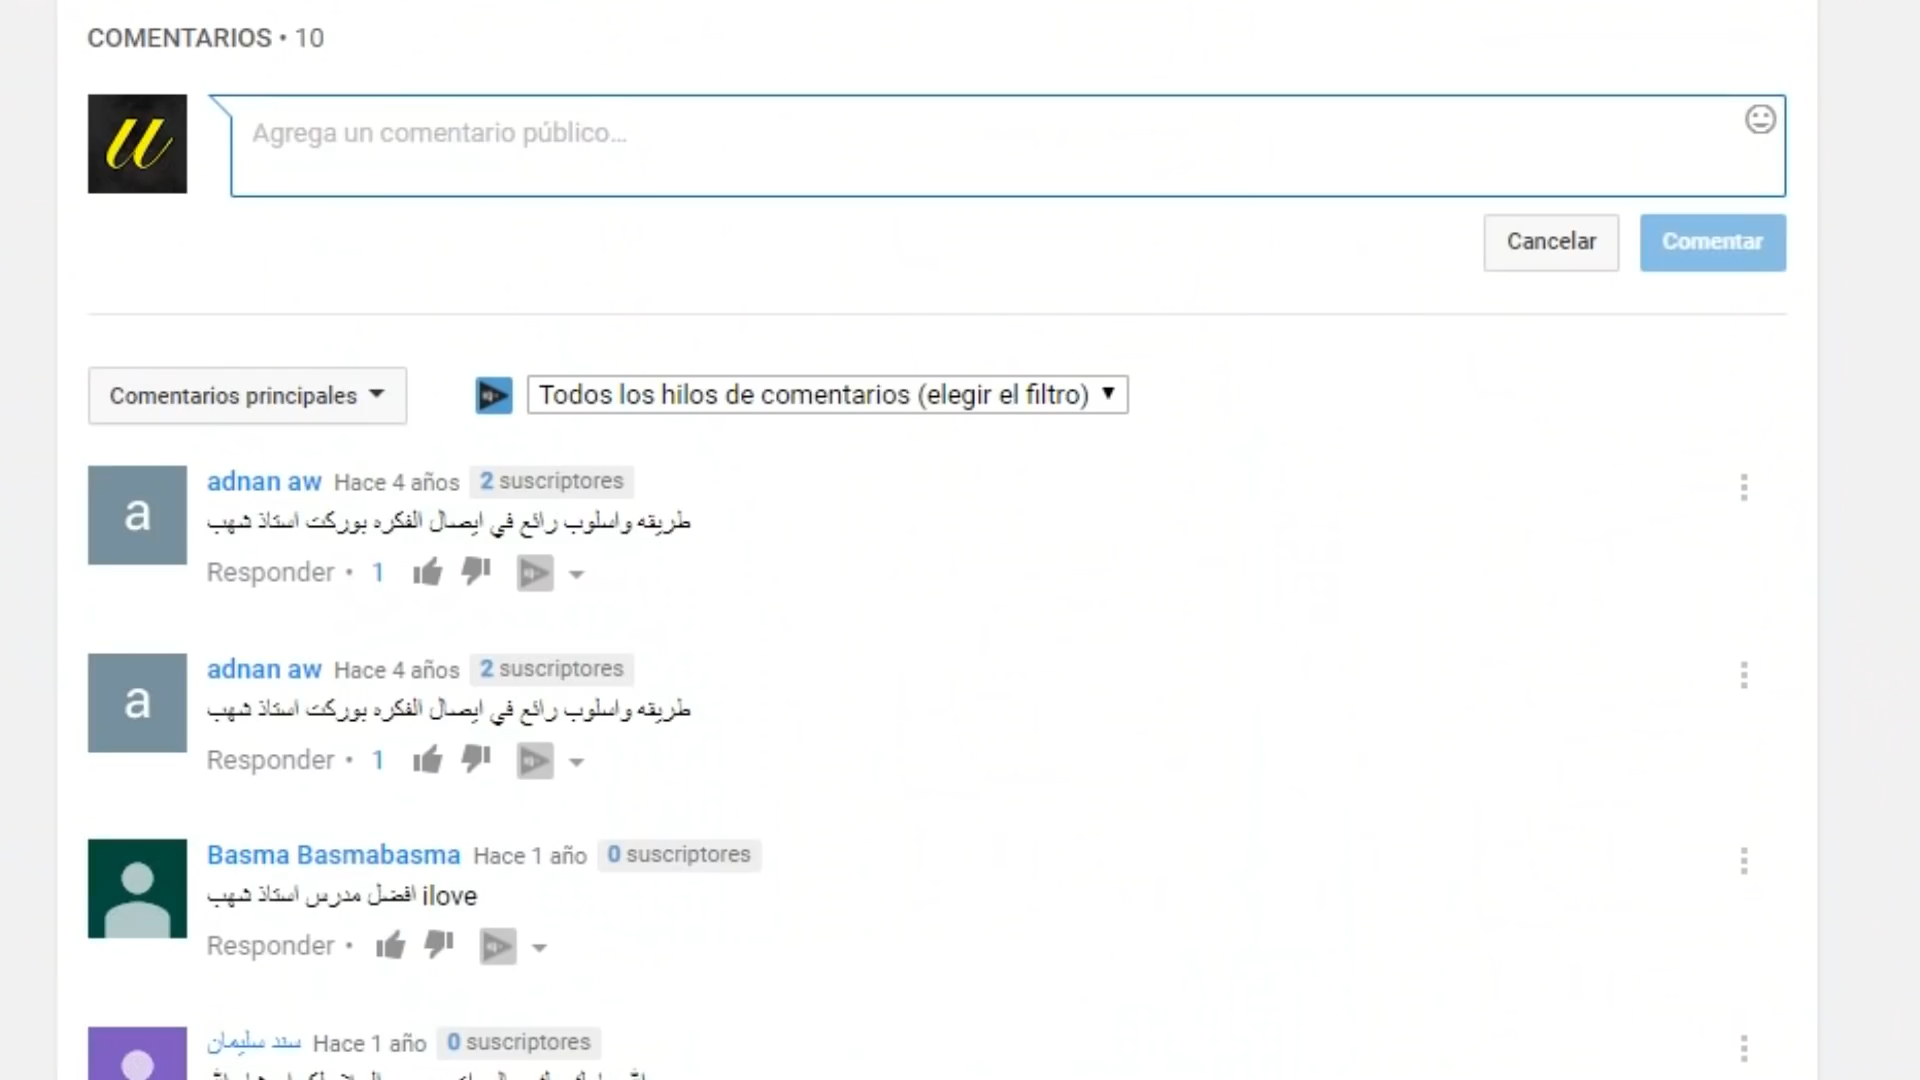 COMENTARIOS • 10
u
Agrega un comentario público...
Cancelar
Comentar
Comentarios principales
Todos los hilos de comentarios (elegir el filtro)
a
adnan aw Hace 4 años 2 suscriptores
طريقه واسلوب رائع في ايصال الفكره بوركت استاذ شهب
Responder • 1
a
adnan aw Hace 4 años 2 suscriptores
طريقه واسلوب رائع في ايصال الفكره بوركت استاذ شهب
Responder • 1
Basma Basmabasma Hace 1 año 0 suscriptores
افضل مدرس استاذ شهب ilove
Responder •
سند سليمان Hace 1 año 0 suscriptores